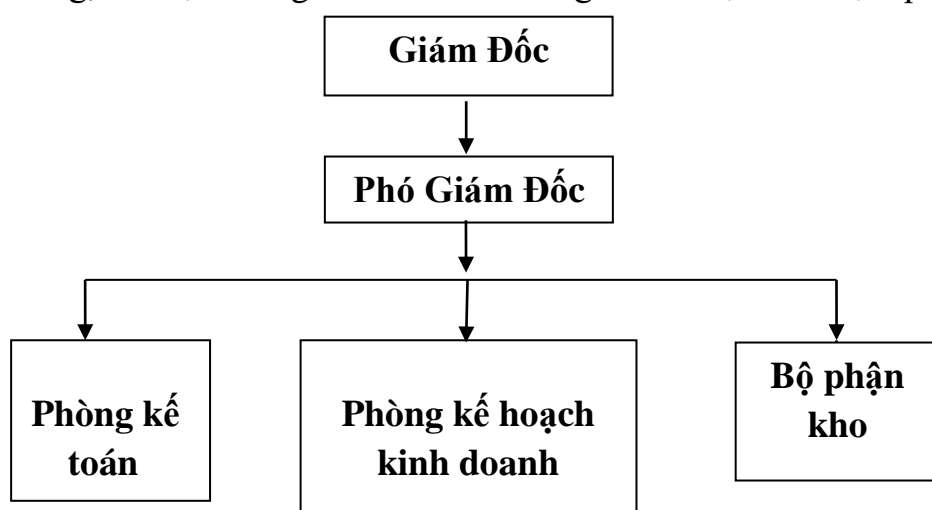 Giám Đốc
Phó Giám Đốc
Phòng kế
toán
Phòng kế hoạch
kinh doanh
Bộ phận
kho